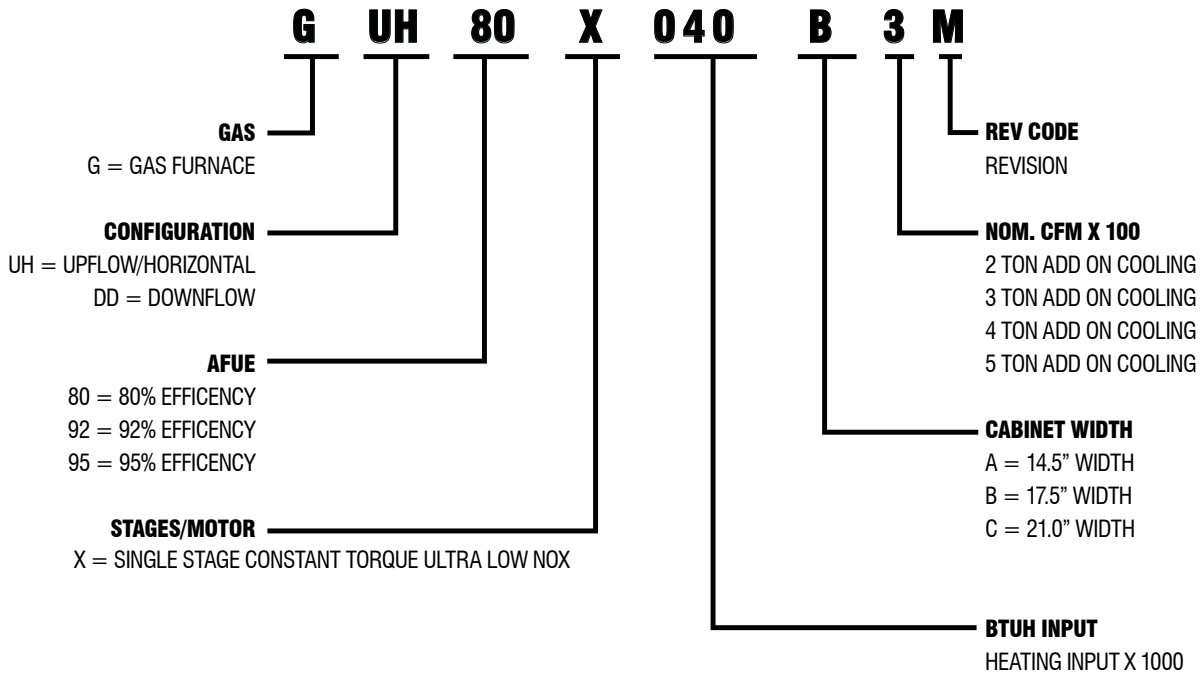 G UH 80 X 040 B 3 M
GAS
G = GAS FURNACE
CONFIGURATION
UH = UPFLOW/HORIZONTAL
DD = DOWNFLOW
AFUE
80 = 80% EFFICENCY
92 = 92% EFFICENCY
95 = 95% EFFICENCY
STAGES/MOTOR
X = SINGLE STAGE CONSTANT TORQUE ULTRA LOW NOX
REV CODE
REVISION
NOM. CFM X 100
2 TON ADD ON COOLING
3 TON ADD ON COOLING
4 TON ADD ON COOLING
5 TON ADD ON COOLING
CABINET WIDTH
A = 14.5” WIDTH
B = 17.5” WIDTH
C = 21.0” WIDTH
BTUH INPUT
HEATING INPUT X 1000